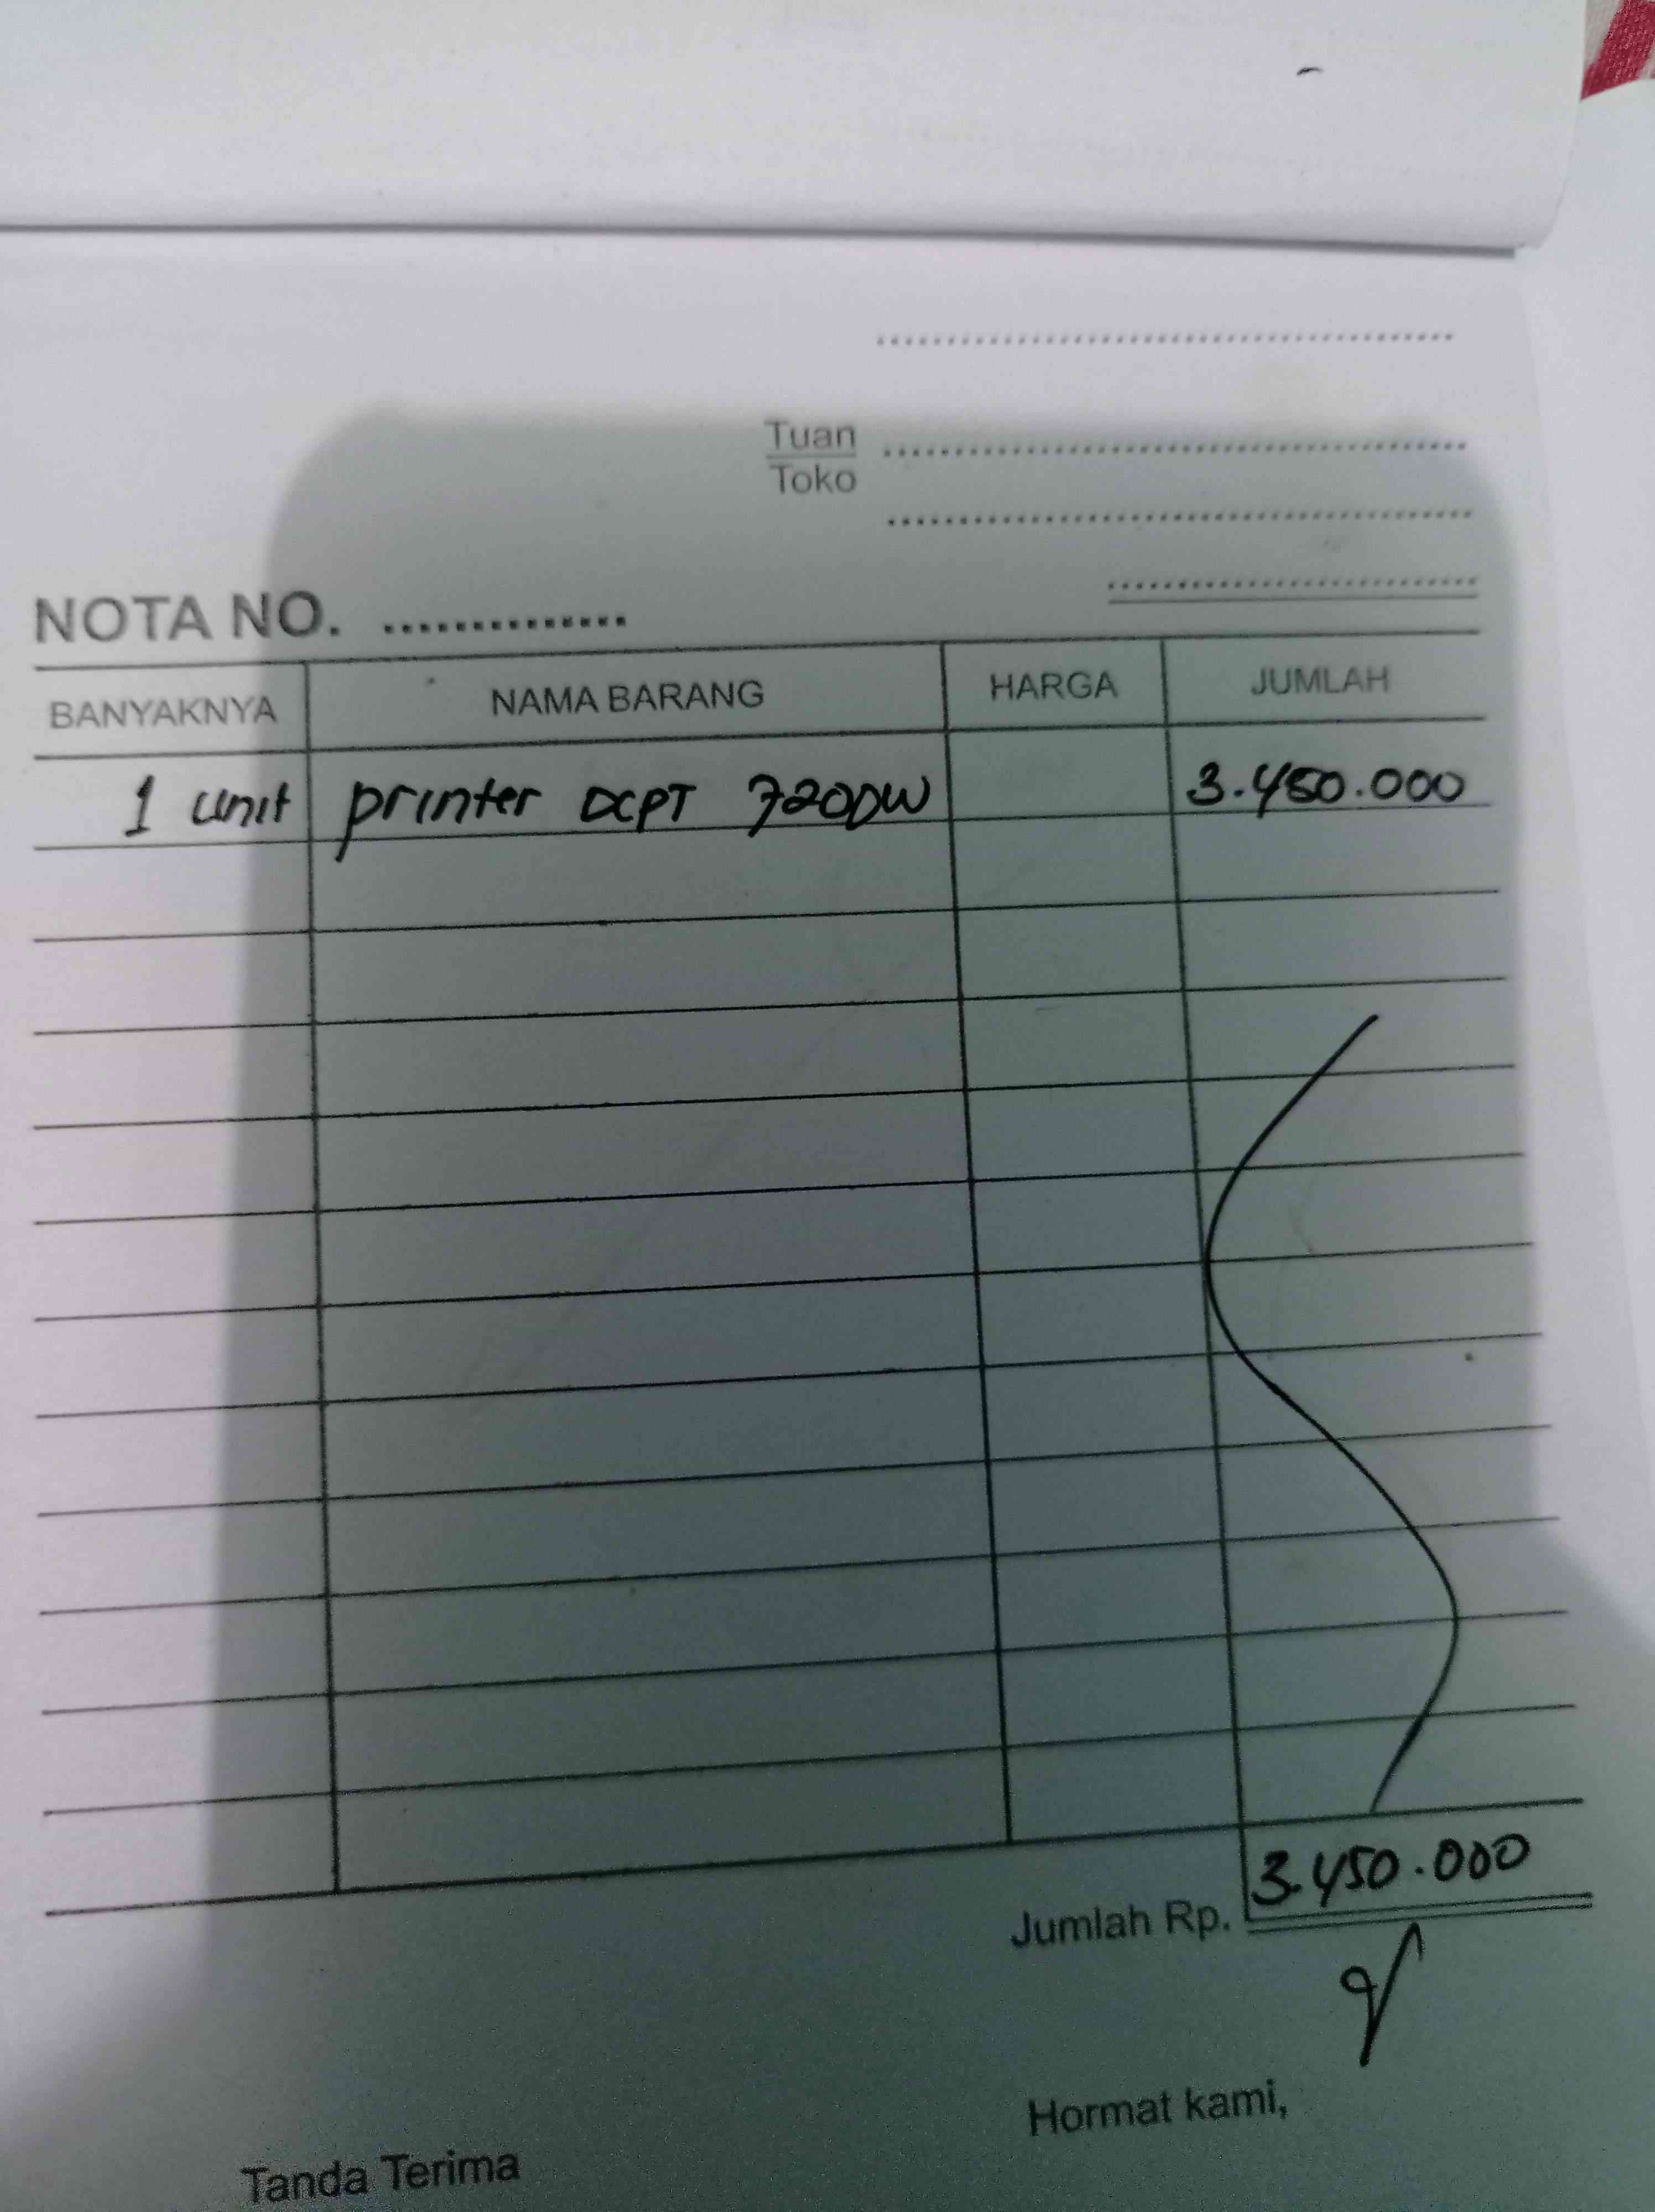 Tuan
Toko
NOTA NO. ..............
BANYAKNYA NAMA BARANG HARGA JUMLAH
1 unit printer DCPT 720DW 3.450.000
Jumlah Rp. 3.450.000
Hormat kami,
Tanda Terima